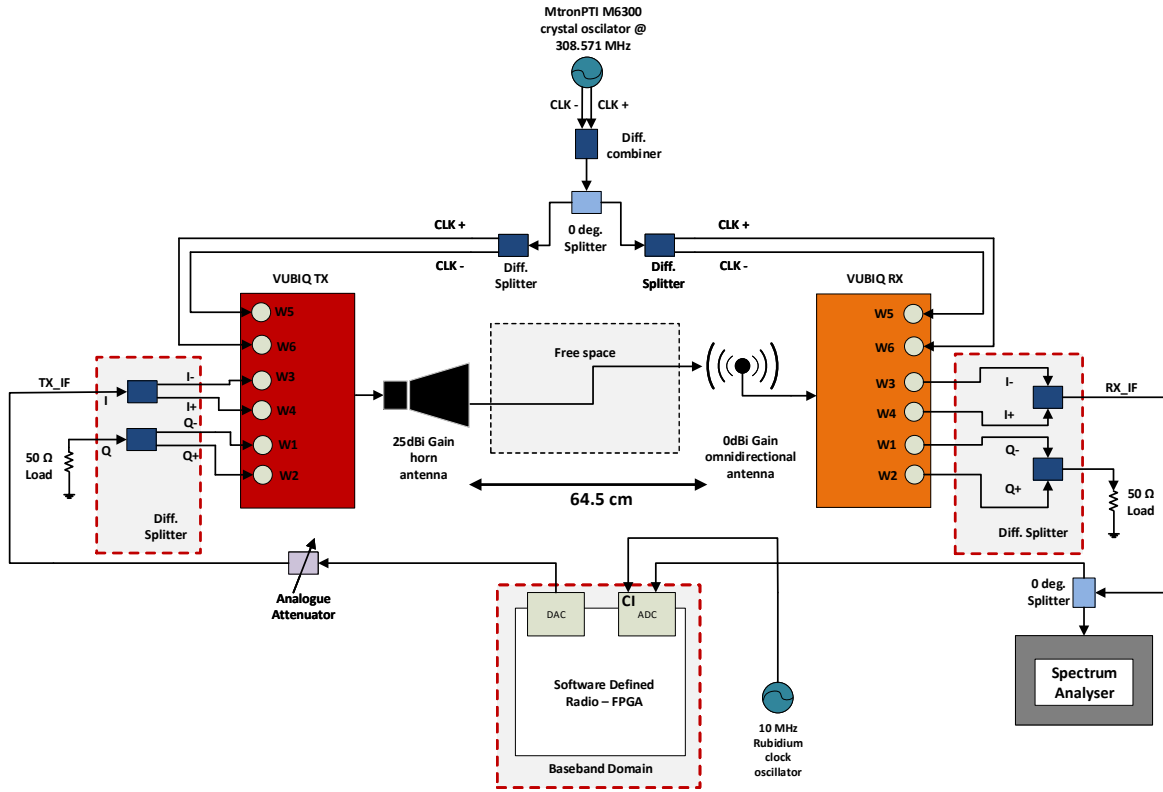 MtronPTI M6300
crystal oscilator @
308.571 MHz
CLK -
CLK +
Diff.
combiner
0 deg.
Splitter
CLK +
CLK -
Diff.
Splitter
Diff.
Splitter
CLK +
CLK -
VUBIQ TX
W5
W6
W3
W4
W1
W2
VUBIQ RX
W5
W6
W3
W4
W1
W2
Free space
TX_IF
I
I-
I+
Q-
Q+
Q
50 Ω
Load
Diff.
Splitter
25dBi Gain
horn
antenna
0dBi Gain
omnidirectional
antenna
64.5 cm
I-
I+
Q-
Q+
RX_IF
50 Ω
Load
Diff. Splitter
Analogue
Attenuator
DAC
CI
ADC
Software Defined
Radio – FPGA
Baseband Domain
10 MHz
Rubidium
clock
oscillator
0 deg.
Splitter
Spectrum
Analyser